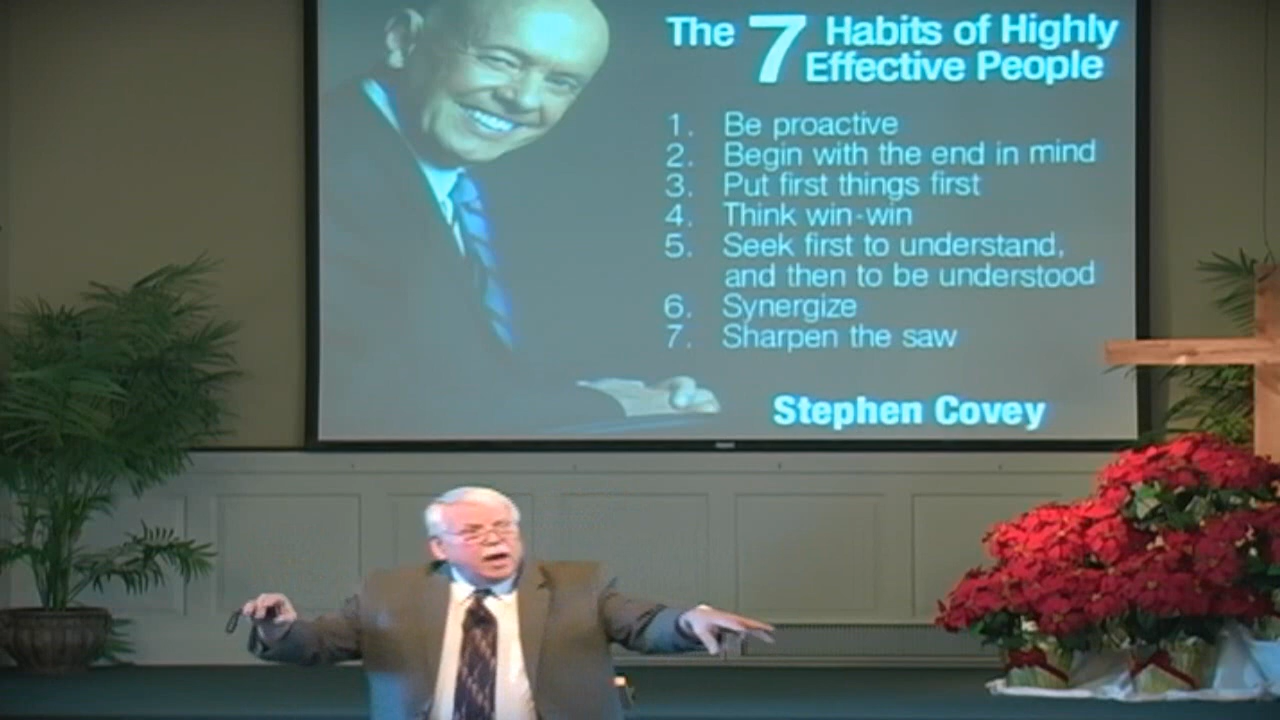 The 7 Habits of Highly
Effective People
1. Be proactive
2. Begin with the end in mind
3. Put first things first
4. Think win-win
5. Seek first to understand,
and then to be understood
6. Synergize
7. Sharpen the saw
Stephen Covey